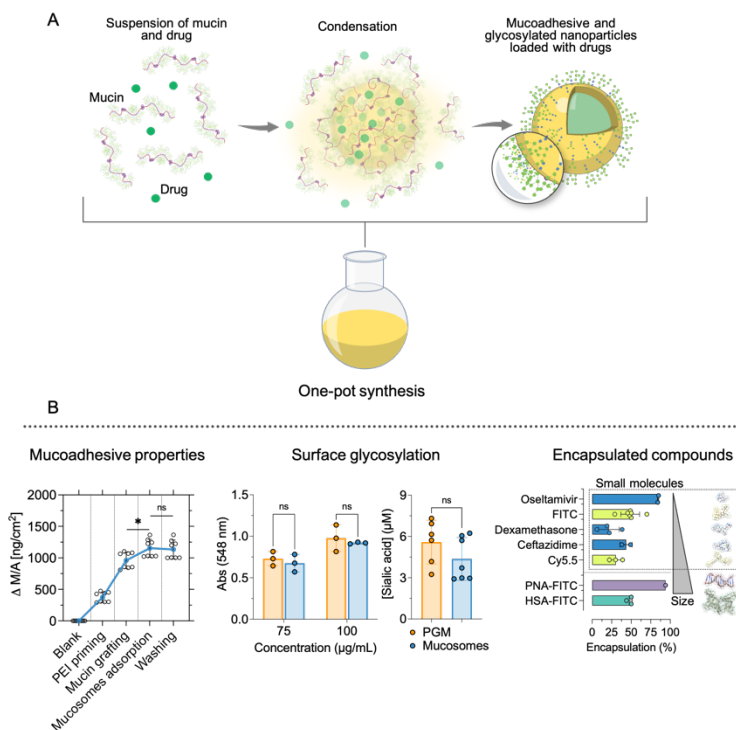 A
Suspension of mucin
and drug
Condensation
Mucoadhesive and
glycosylated nanoparticles
loaded with drugs
Mucin
Drug
One-pot synthesis
B
Mucoadhesive properties
Surface glycosylation
Encapsulated compounds
Δ M/A [ng/cm²]
2000
1500
1000
500
0
*
ns
Blank
PEI priming
Mucin grafting
Mucosomes adsorption
Washing
Abs (548 nm)
1.5
1.0
0.5
0.0
ns
ns
75
100
Concentration (µg/mL)
[Sialic acid] (µM)
9
6
3
0
ns
PGM
Mucosomes
Small molecules
Oseltamivir
FITC
Dexamethasone
Ceftazidime
Cy5.5
PNA-FITC
HSA-FITC
Size
0 25 50 75 100
Encapsulation (%)